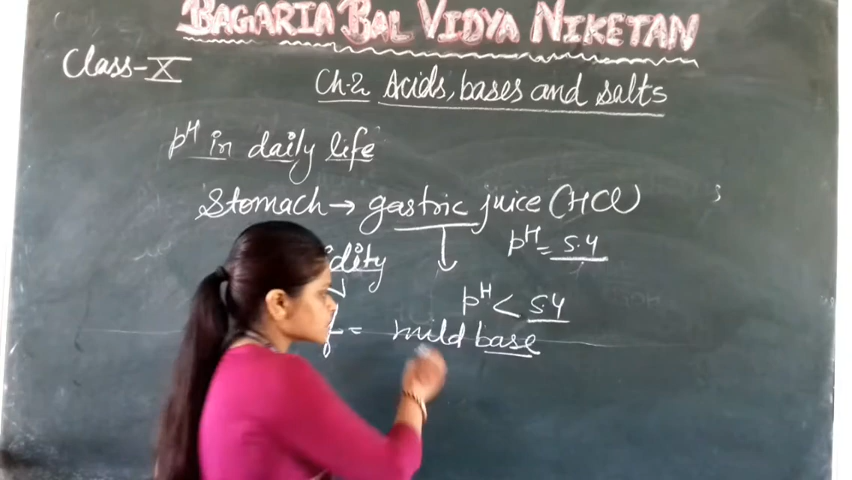 BAGARIA BAL VIDYA NIKETAN
Class-X
Ch.2 Acids, bases and salts
pH in daily life
Stomach → gastric juice (HCl)
pH = 5.4
idity
pH < 5.4
= mild base